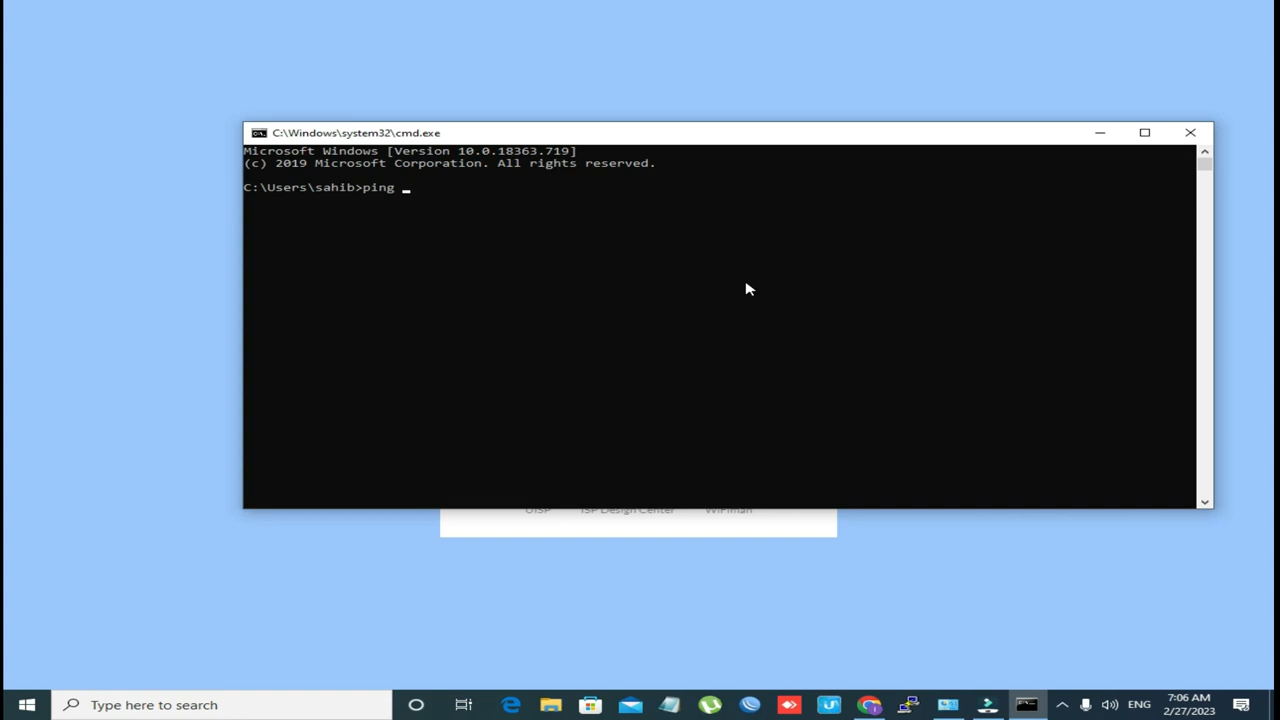 C:\Windows\system32\cmd.exe
Microsoft Windows [Version 10.0.18363.719]
(c) 2019 Microsoft Corporation. All rights reserved.
C:\Users\sahib>ping _
UISP ISP Design Center WiFiman
Type here to search
ENG
7:06 AM
2/27/2023